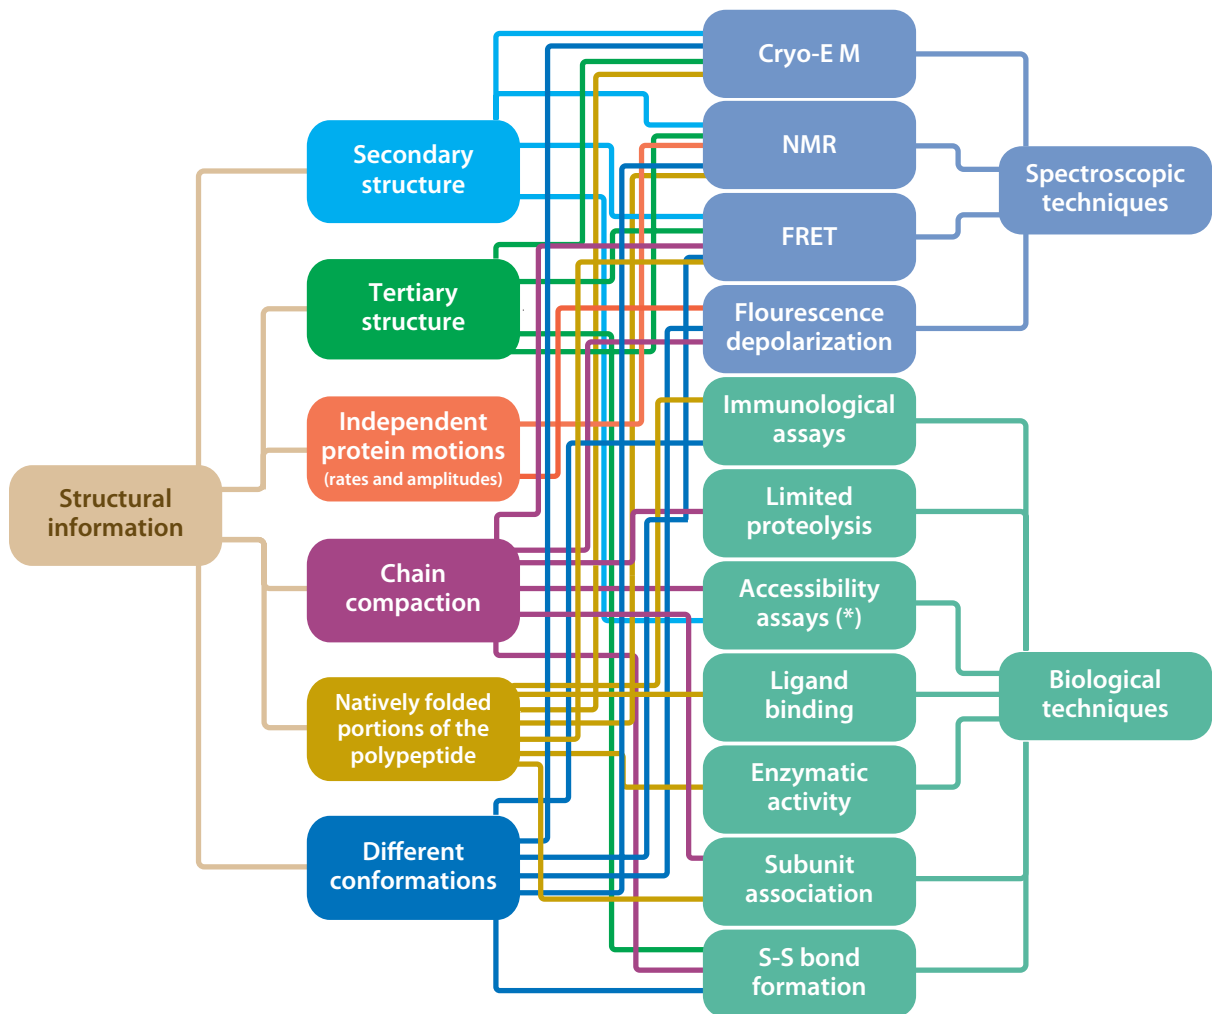 Structural
information
Secondary
structure
Tertiary
structure
Independent
protein motions
(rates and amplitudes)
Chain
compaction
Natively folded
portions of the
polypeptide
Different
conformations
Cryo-E M
NMR
FRET
Flourescence
depolarization
Immunological
assays
Limited
proteolysis
Accessibility
assays (*)
Ligand
binding
Enzymatic
activity
Subunit
association
S-S bond
formation
Spectroscopic
techniques
Biological
techniques